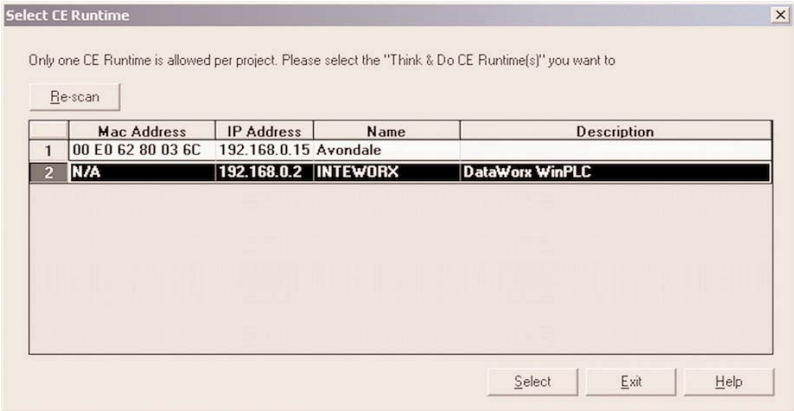 Select CE Runtime
Only one CE Runtime is allowed per project. Please select the "Think & Do CE Runtime(s)" you want to
Re-scan
Mac Address IP Address Name Description
1 00 E0 62 80 03 6C 192.168.0.15 Avondale
2 N/A 192.168.0.2 INTEWORX DataWorx WinPLC
Select Exit Help